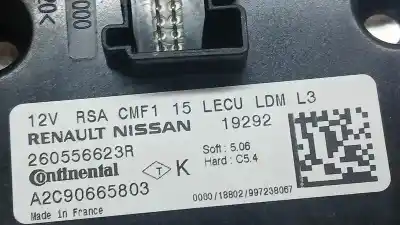 12V RSA CMF1 15 LECU LDM L3
RENAULT NISSAN 19292
260556623R
Soft : 5.06
Hard : C5.4
Continental T K
A2C90665803
0000/18802/997238067
Made in France